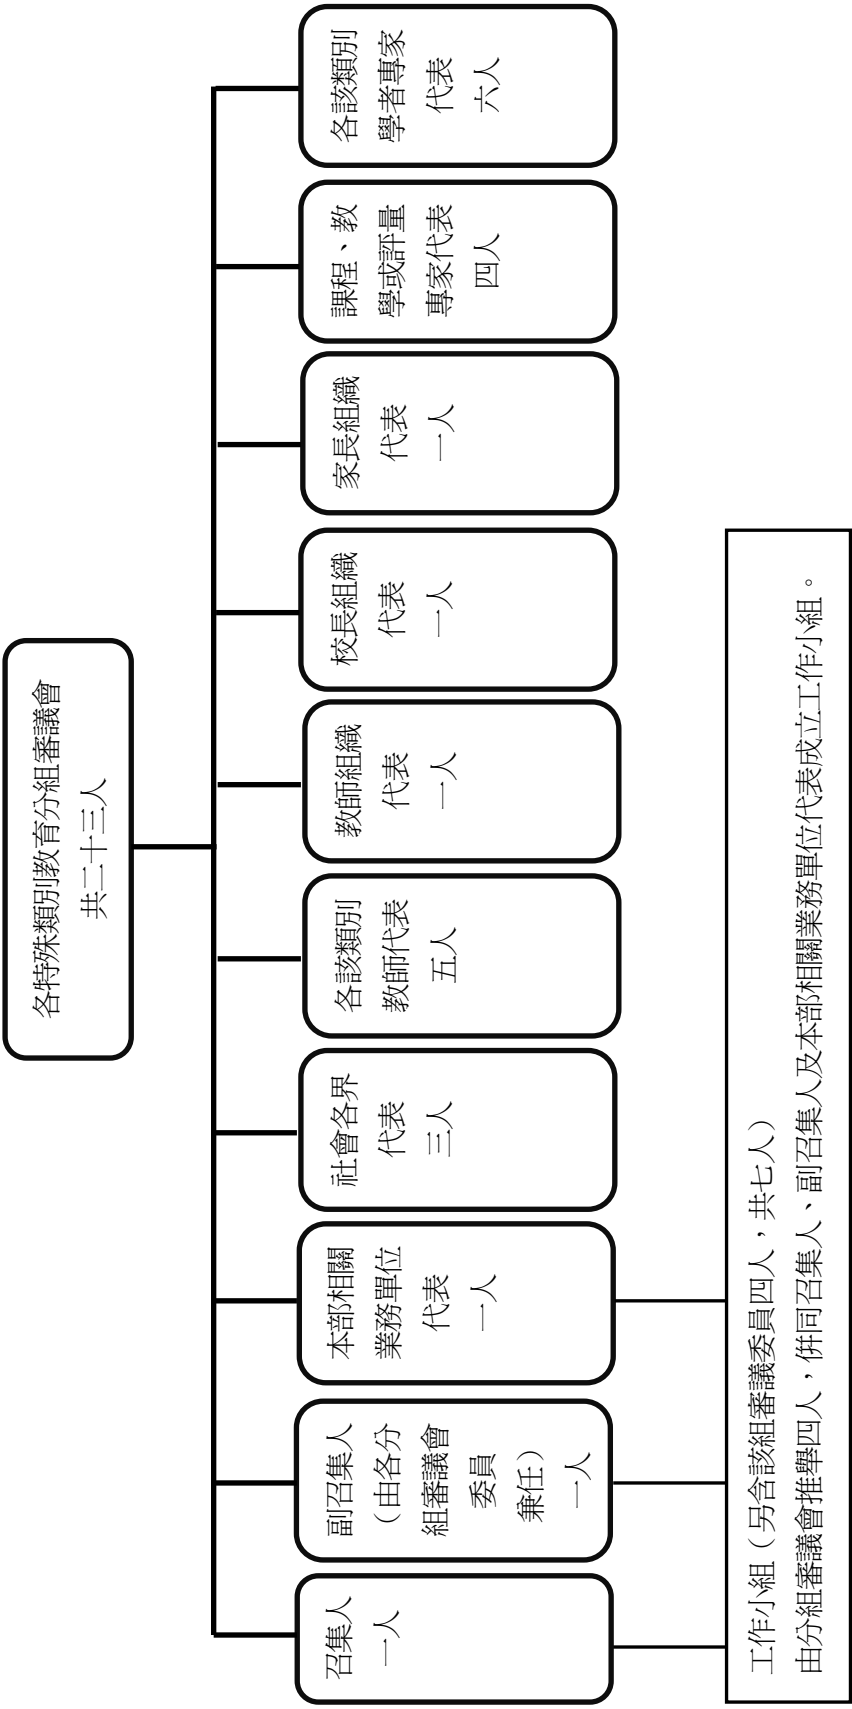 各特殊類別教育分組審議會
共二十三人
召集人
一人
副召集人
（由各分
組審議會
委員
兼任）
一人
本部相關
業務單位
代表
一人
社會各界
代表
三人
各該類別
教師代表
五人
教師組織
代表
一人
校長組織
代表
一人
家長組織
代表
一人
課程、教
學或評量
專家代表
四人
各該類別
學者專家
代表
六人
工作小組（另含該組審議委員四人，共七人）
由分組審議會推舉四人，併同召集人、副召集人及本部相關業務單位代表成立工作小組。